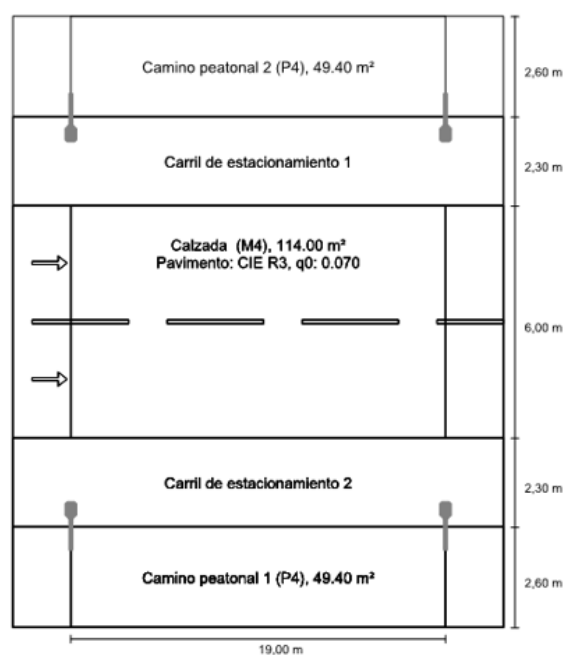 Camino peatonal 2 (P4), 49.40 m²
2,60 m
Carril de estacionamiento 1
2,30 m
Calzada (M4), 114.00 m²
Pavimento: CIE R3, q0: 0.070
6,00 m
Carril de estacionamiento 2
2,30 m
Camino peatonal 1 (P4), 49.40 m²
2,60 m
19,00 m